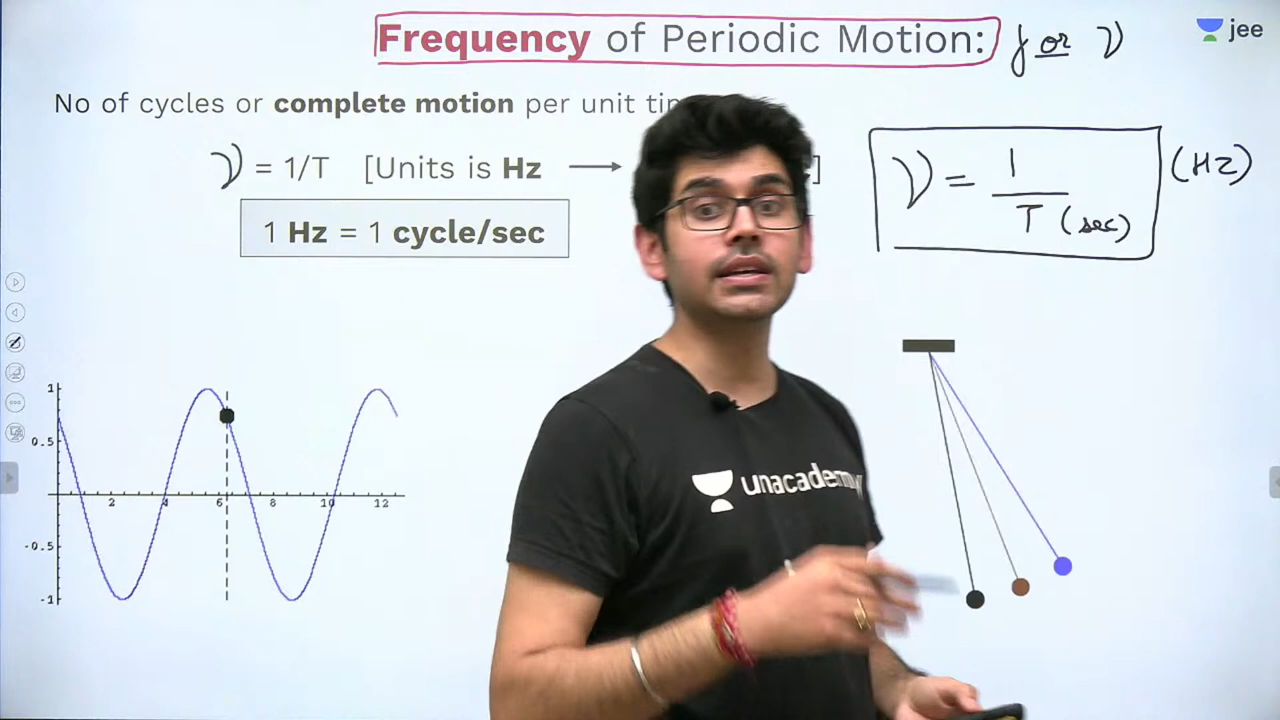 Frequency of Periodic Motion: f or ν
jee
No of cycles or complete motion per unit
ν = 1/T [Units is Hz → ]
ν = 1 / T (sec) (Hz)
1 Hz = 1 cycle/sec
1
0.5
-0.5
-1
2 4 6 8 10 12
unacademy